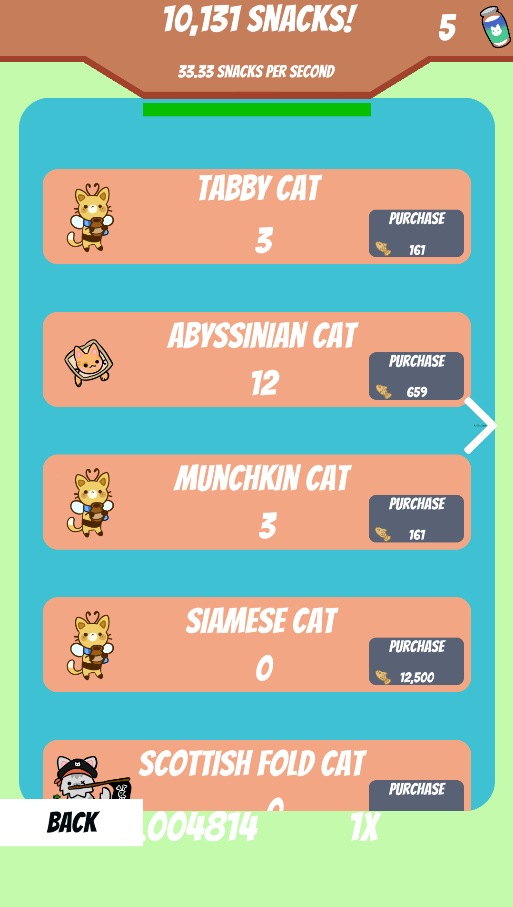 10,131 SNACKS!
5
33.33 SNACKS PER SECOND
TABBY CAT
3
PURCHASE
161
ABYSSINIAN CAT
12
PURCHASE
659
MUNCHKIN CAT
3
PURCHASE
161
SIAMESE CAT
0
PURCHASE
12,500
SCOTTISH FOLD CAT
0
PURCHASE
BACK
.004814
1X